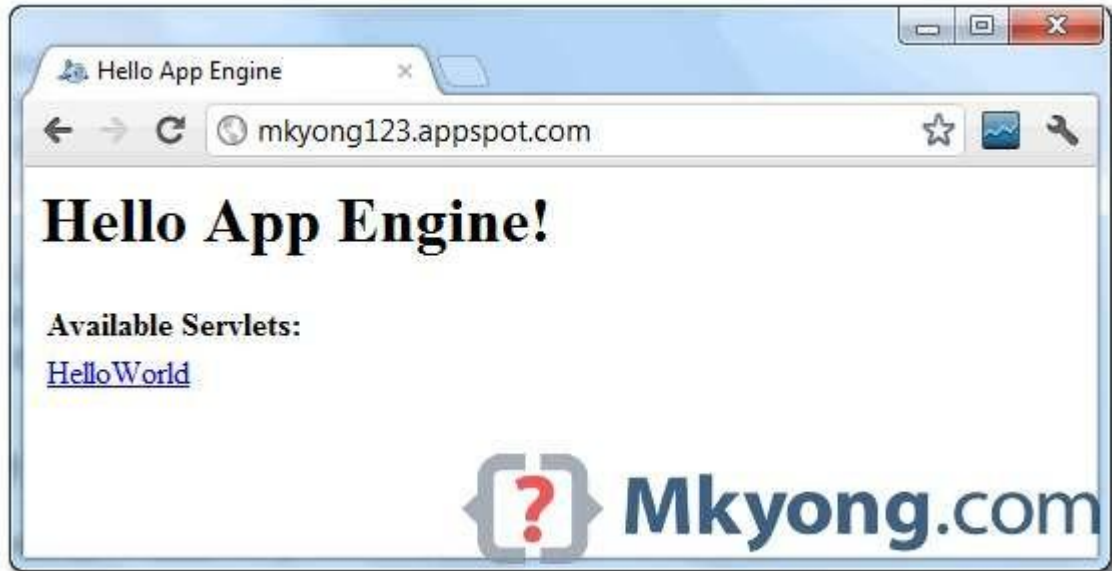 Hello App Engine
mkyong123.appspot.com
Hello App Engine!
Available Servlets:
HelloWorld
? Mkyong.com